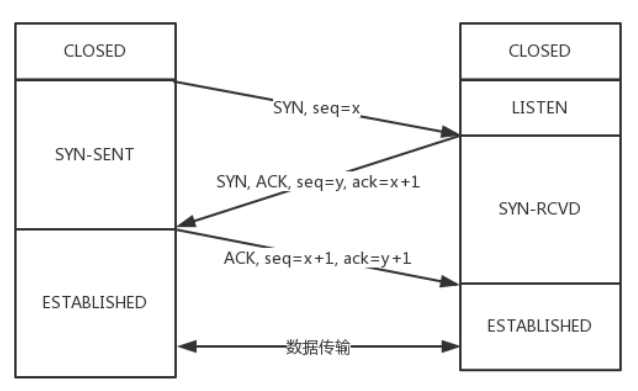 CLOSED
CLOSED
SYN, seq=x
LISTEN
SYN-SENT
SYN, ACK, seq=y, ack=x+1
SYN-RCVD
ACK, seq=x+1, ack=y+1
ESTABLISHED
ESTABLISHED
数据传输